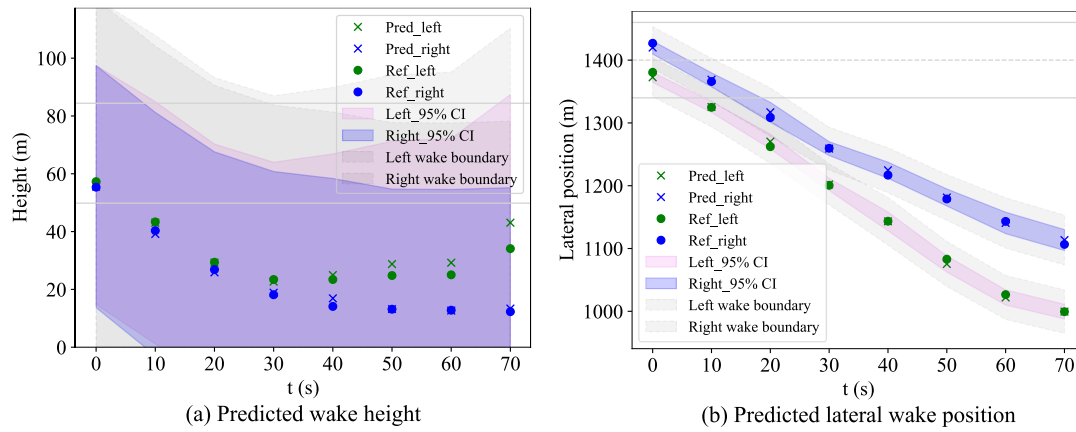 Height (m)
100
80
60
40
20
0
Pred_left
Pred_right
Ref_left
Ref_right
Left_95% CI
Right_95% CI
Left wake boundary
Right wake boundary
0 10 20 30 40 50 60 70
t (s)
(a) Predicted wake height
Lateral position (m)
1400
1300
1200
1100
1000
Pred_left
Pred_right
Ref_left
Ref_right
Left_95% CI
Right_95% CI
Left wake boundary
Right wake boundary
0 10 20 30 40 50 60 70
t (s)
(b) Predicted lateral wake position